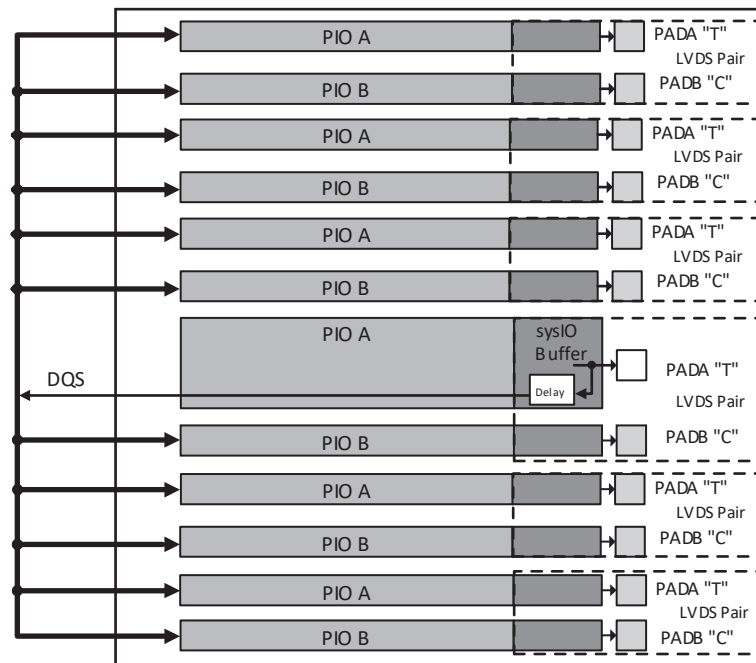 PIO A
PADA "T"
LVDS Pair
PIO B
PADB "C"
PIO A
PADA "T"
LVDS Pair
PIO B
PADB "C"
PIO A
PADA "T"
LVDS Pair
PIO B
PADB "C"
PIO A
sysIO
Buffer
PADA "T"
DQS
Delay
LVDS Pair
PIO B
PADB "C"
PIO A
PADA "T"
LVDS Pair
PIO B
PADB "C"
PIO A
PADA "T"
LVDS Pair
PIO B
PADB "C"